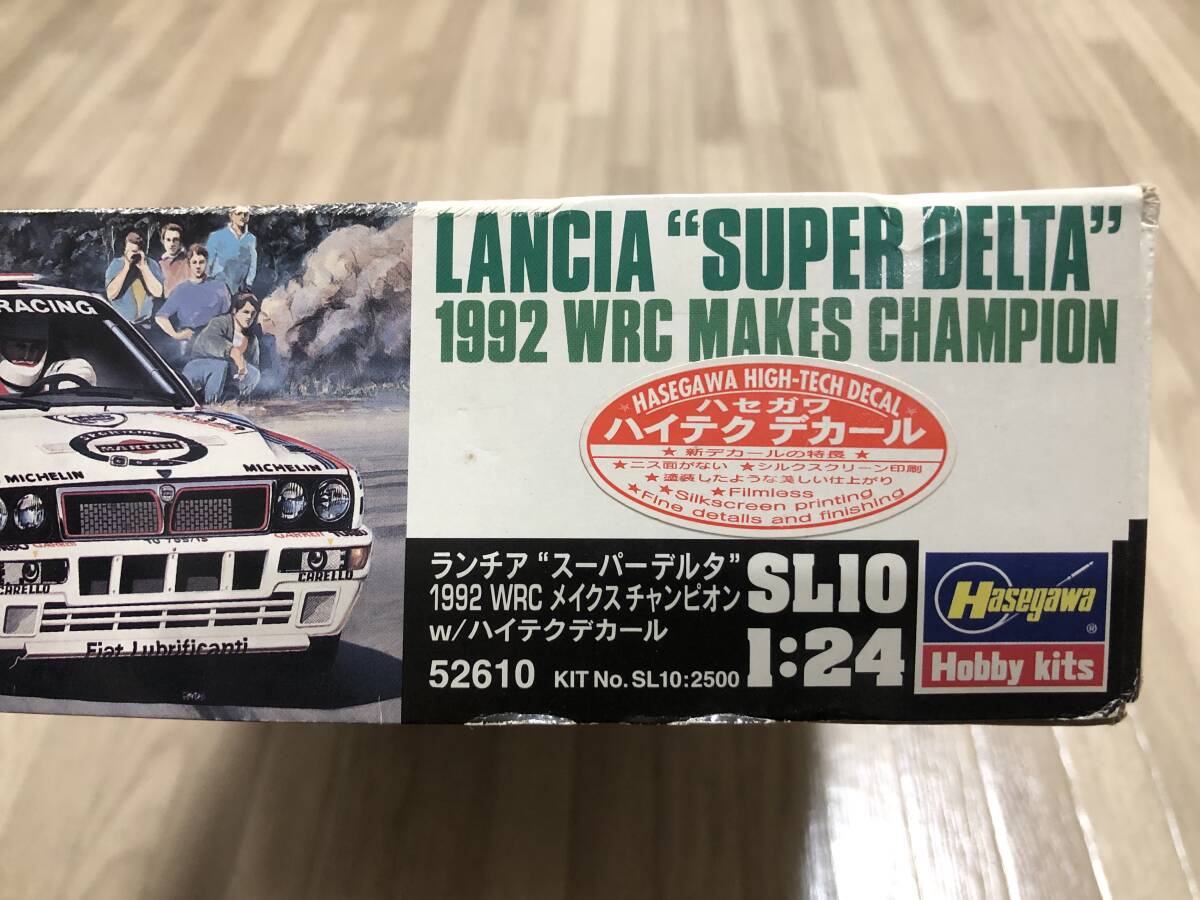 RACING
MARTINI
MICHELIN
MICHELIN
CARELLO
CARELLO
Fiat Lubrificanti
LANCIA “SUPER DELTA”
1992 WRC MAKES CHAMPION
★ HASEGAWA HIGH-TECH DECAL ★
ハセガワ
ハイテク デカール
★ 新デカールの特長 ★
★ニス面がない ★シルクスクリーン印刷
★塗装したような美しい仕上がり
★Filmless
★Silkscreen printing
★Fine details and finishing
ランチア “スーパーデルタ”
1992 WRC メイクス チャンピオン
w/ハイテクデカール
52610 KIT No. SL10:2500
SL10
1:24
Hasegawa®
Hobby kits